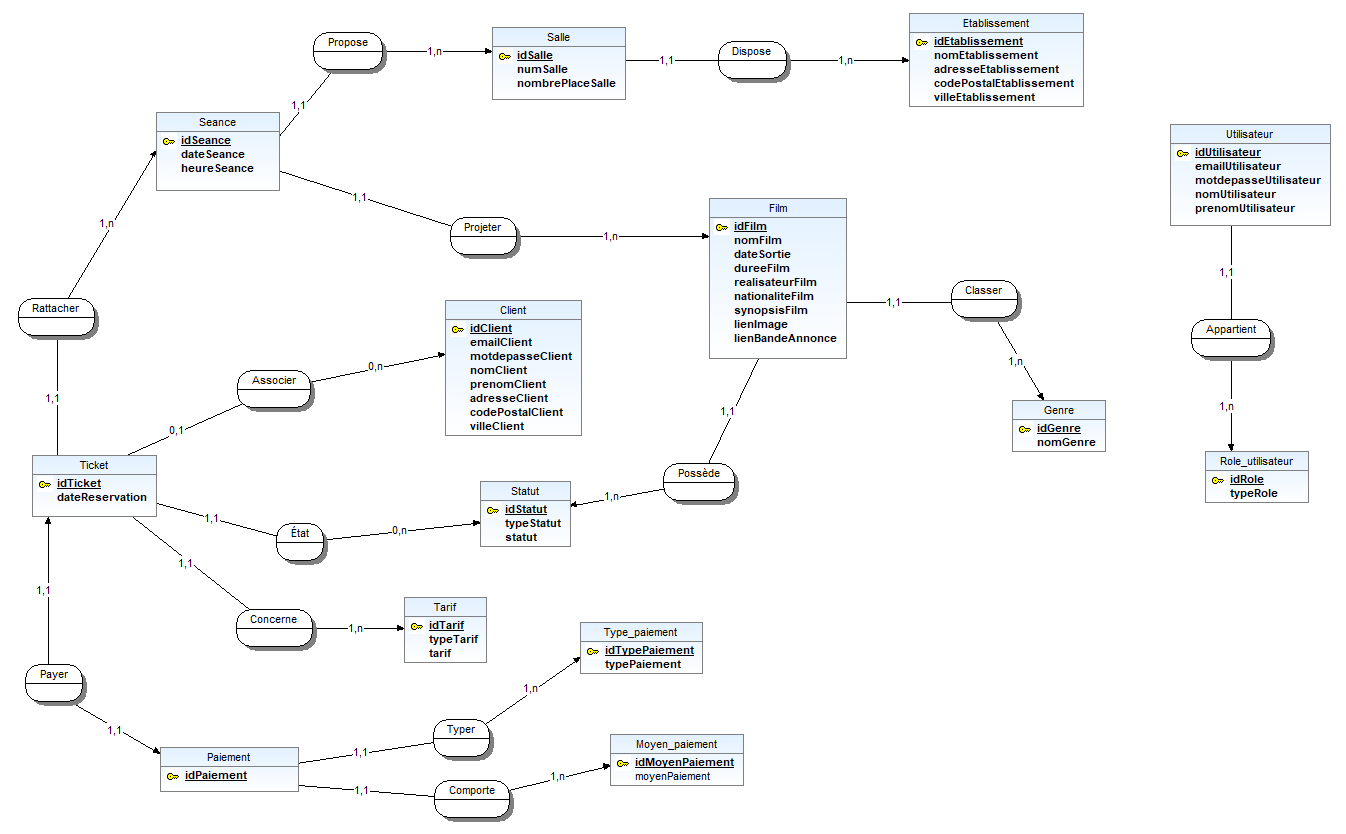 Propose
1,n
Salle
idSalle
numSalle
nombrePlaceSalle
1,1
Dispose
1,n
Etablissement
idEtablissement
nomEtablissement
adresseEtablissement
codePostalEtablissement
villeEtablissement
1,1
Seance
idSeance
dateSeance
heureSeance
1,1
Projeter
1,n
Film
idFilm
nomFilm
dateSortie
dureeFilm
realisateurFilm
nationaliteFilm
synopsisFilm
lienImage
lienBandeAnnonce
1,1
Classer
1,n
Genre
idGenre
nomGenre
Utilisateur
idUtilisateur
emailUtilisateur
motdepasseUtilisateur
nomUtilisateur
prenomUtilisateur
1,1
Appartient
1,n
Role_utilisateur
idRole
typeRole
1,n
Rattacher
1,1
Client
idClient
emailClient
motdepasseClient
nomClient
prenomClient
adresseClient
codePostalClient
villeClient
0,n
Associer
0,1
Ticket
idTicket
dateReservation
1,1
État
0,n
Statut
idStatut
typeStatut
statut
1,n
Possède
1,1
1,1
Concerne
1,n
Tarif
idTarif
typeTarif
tarif
1,1
Payer
1,1
Paiement
idPaiement
1,1
Typer
1,n
Type_paiement
idTypePaiement
typePaiement
1,1
Comporte
1,n
Moyen_paiement
idMoyenPaiement
moyenPaiement